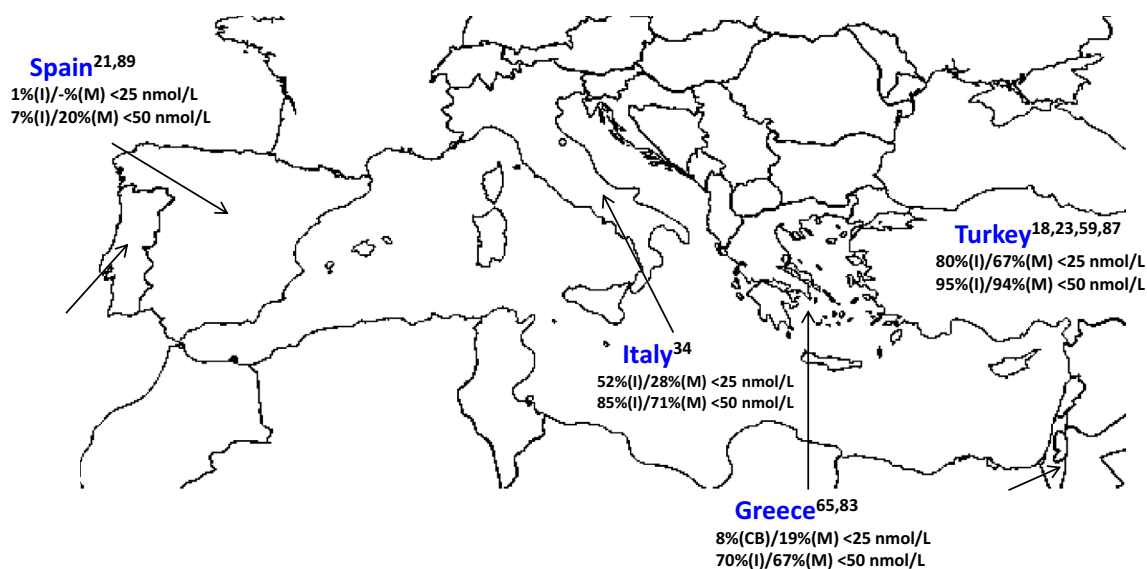 Spain21,89
1%(I)/-%(M) <25 nmol/L
7%(I)/20%(M) <50 nmol/L
Turkey18,23,59,87
80%(I)/67%(M) <25 nmol/L
95%(I)/94%(M) <50 nmol/L
Italy34
52%(I)/28%(M) <25 nmol/L
85%(I)/71%(M) <50 nmol/L
Greece65,83
8%(CB)/19%(M) <25 nmol/L
70%(I)/67%(M) <50 nmol/L